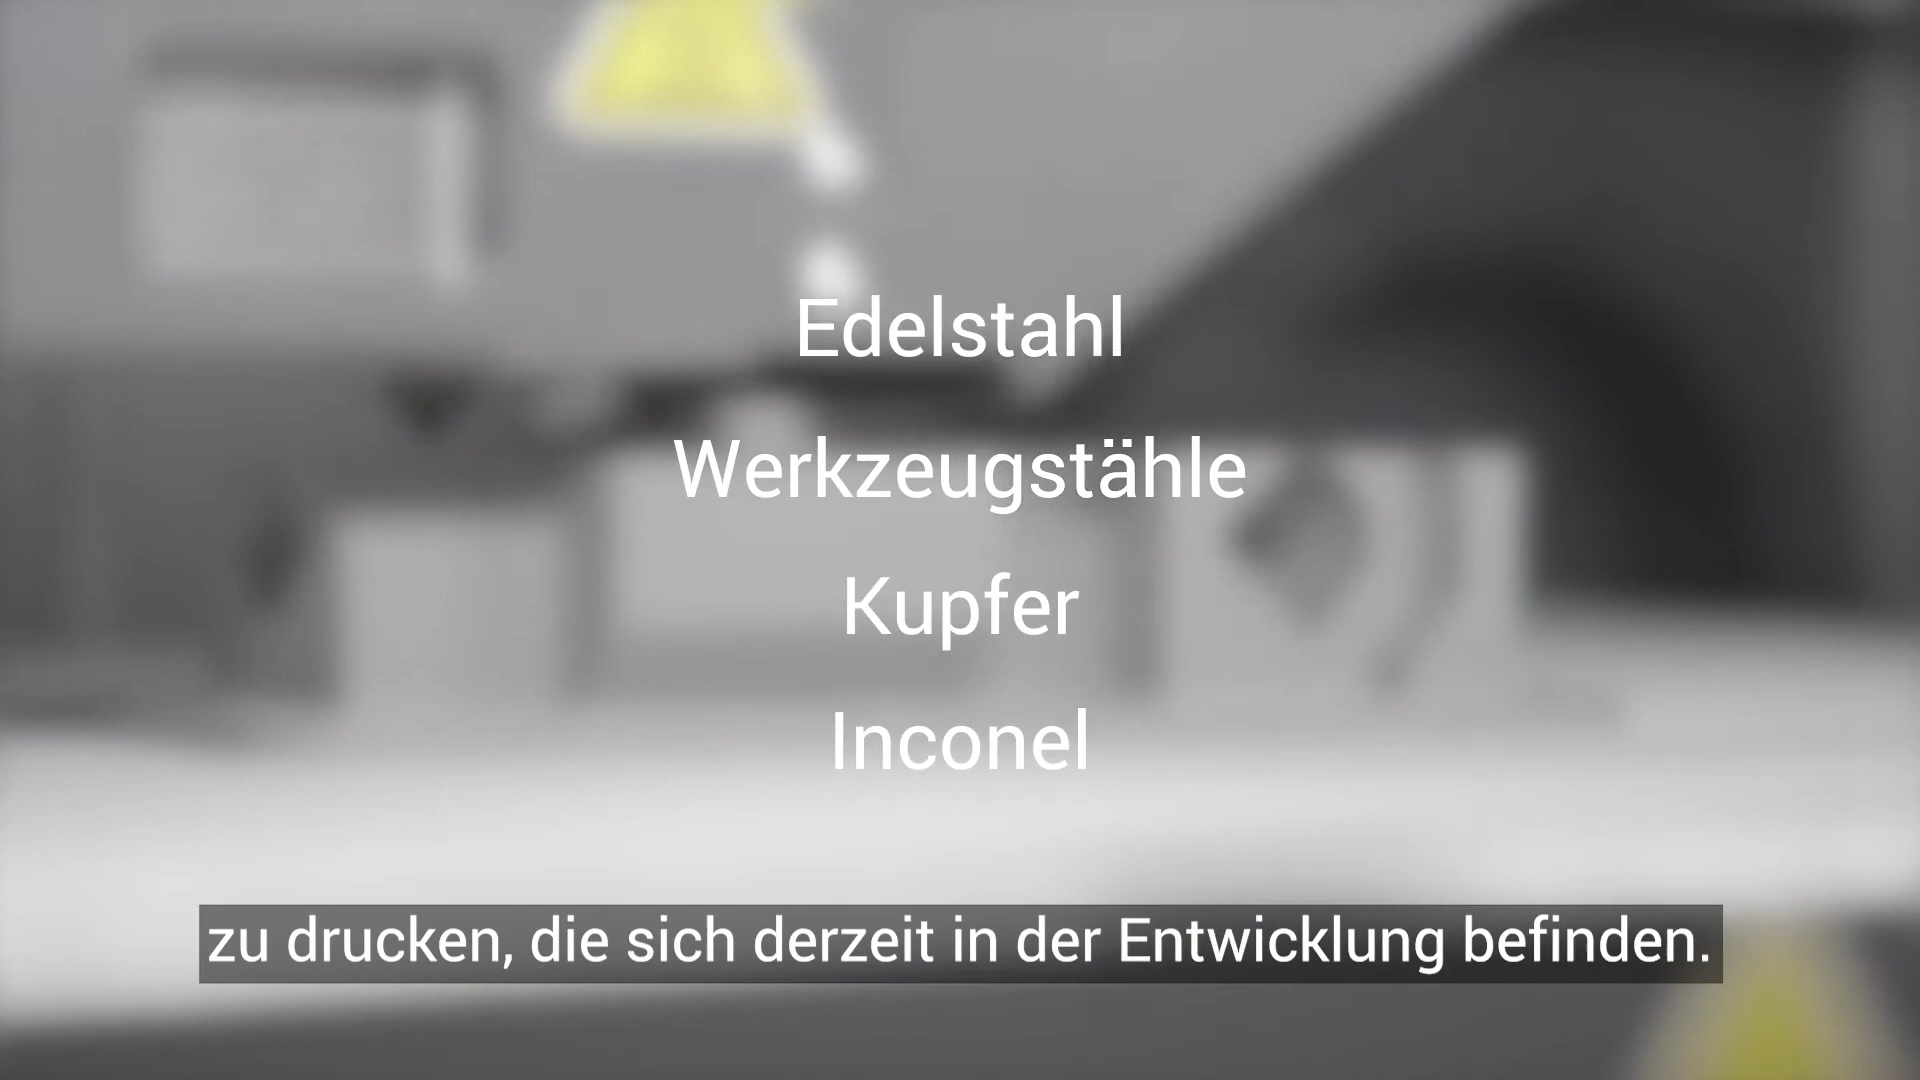 Edelstahl
Werkzeugstähle
Kupfer
Inconel
zu drucken, die sich derzeit in der Entwicklung befinden.